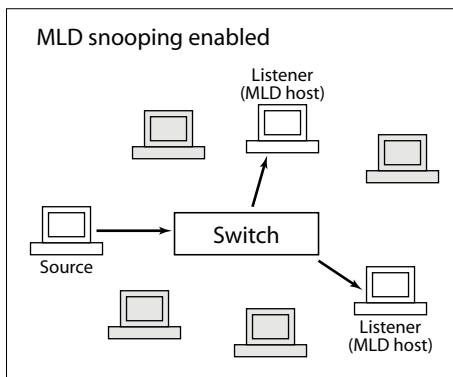 MLD snooping enabled
Listener
(MLD host)
Switch
Source
Listener
(MLD host)